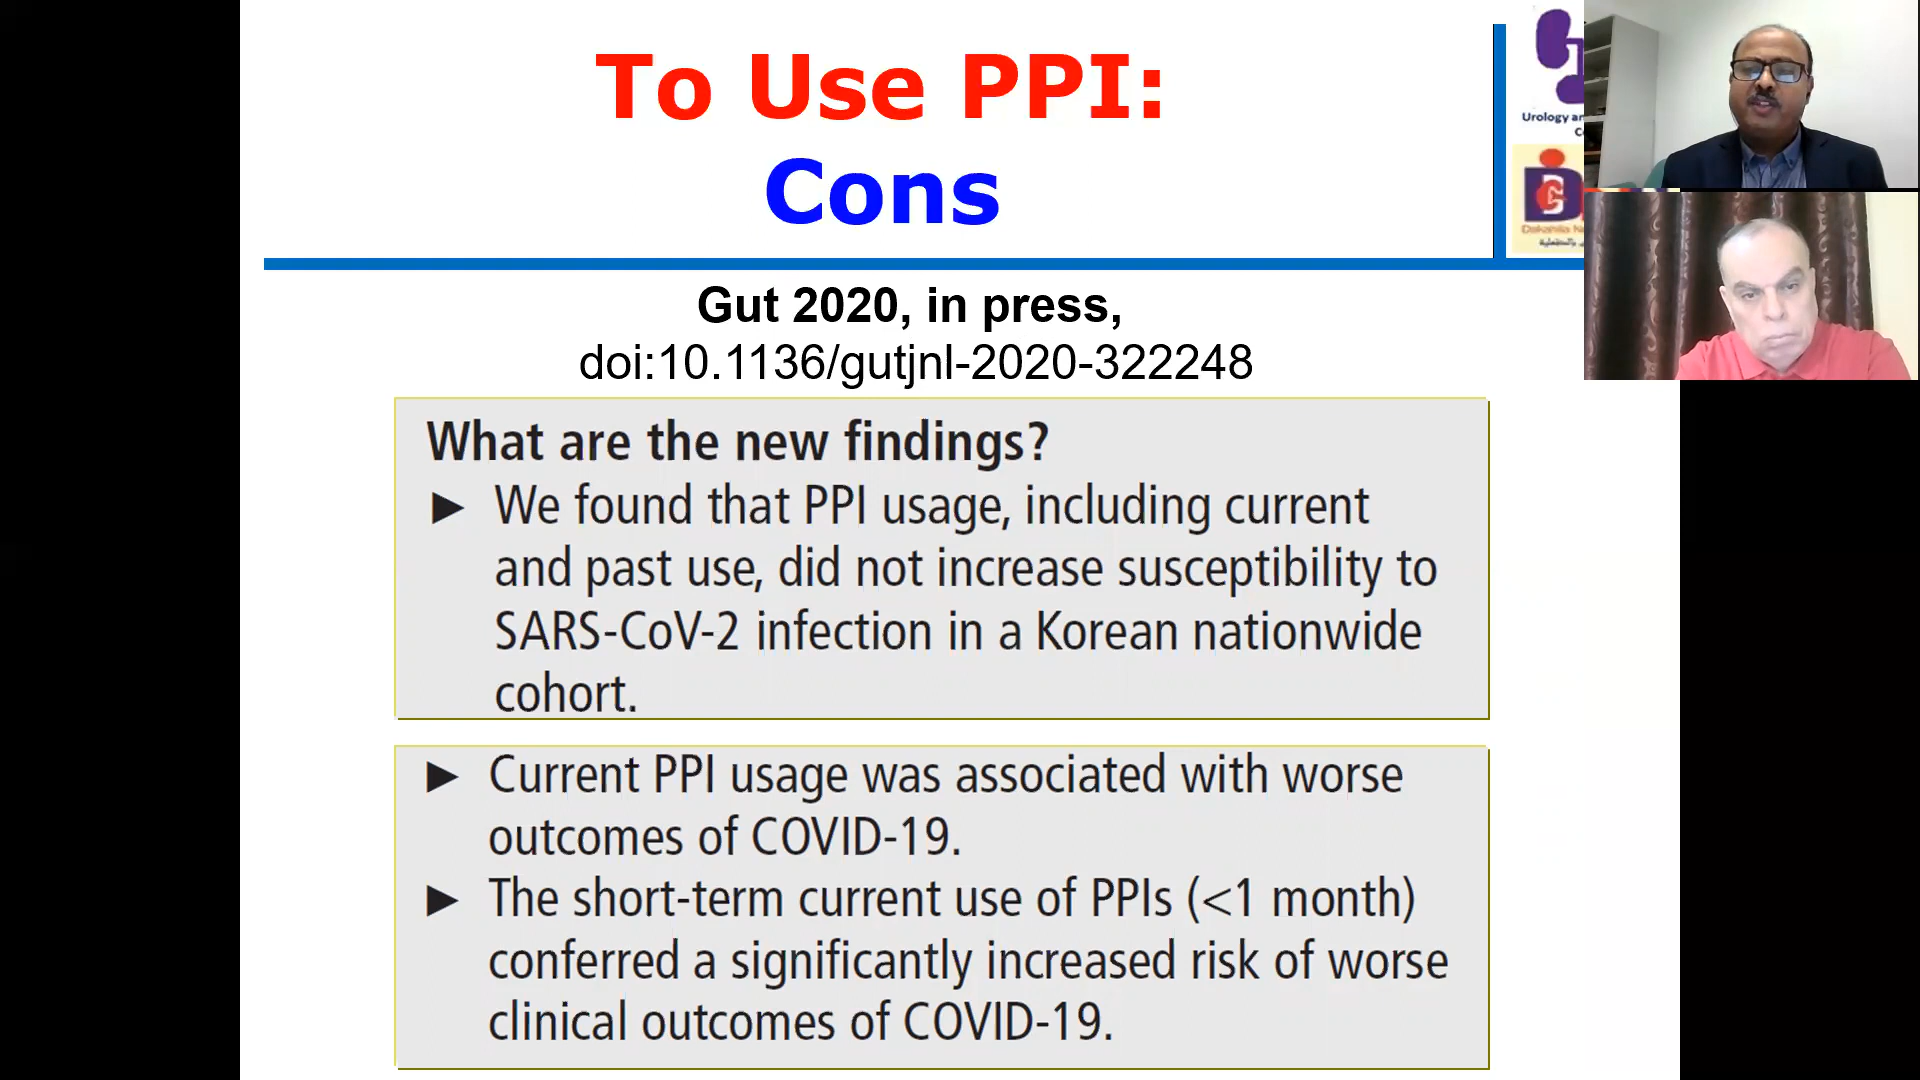 To Use PPI:
Cons
Urology an
Gut 2020, in press,
doi:10.1136/gutjnl-2020-322248
What are the new findings?
► We found that PPI usage, including current
and past use, did not increase susceptibility to
SARS-CoV-2 infection in a Korean nationwide
cohort.
► Current PPI usage was associated with worse
outcomes of COVID-19.
► The short-term current use of PPIs (<1 month)
conferred a significantly increased risk of worse
clinical outcomes of COVID-19.